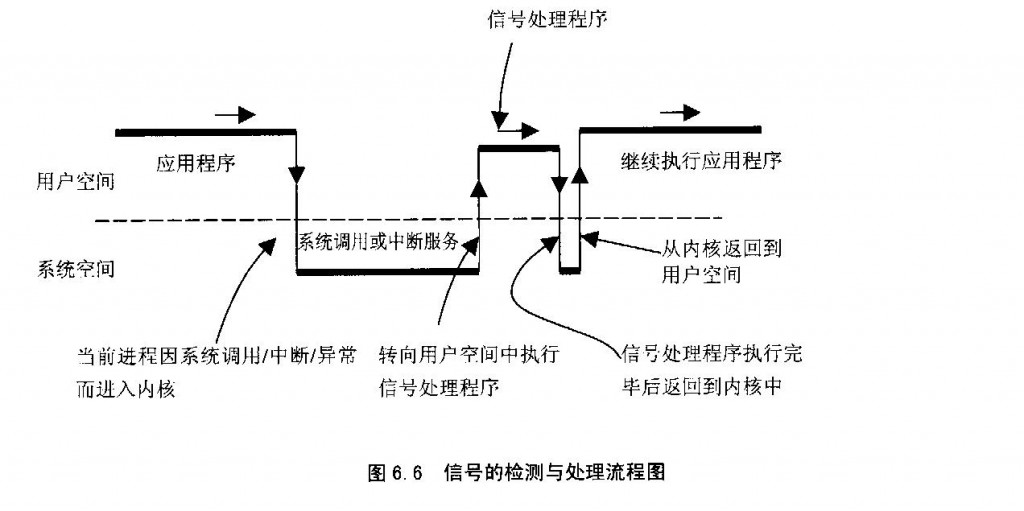 信号处理程序
应用程序
继续执行应用程序
用户空间
系统调用或中断服务
从内核返回到
用户空间
系统空间
当前进程因系统调用/中断/异常
而进入内核
转向用户空间中执行
信号处理程序
信号处理程序执行完
毕后返回到内核中
图 6.6 信号的检测与处理流程图